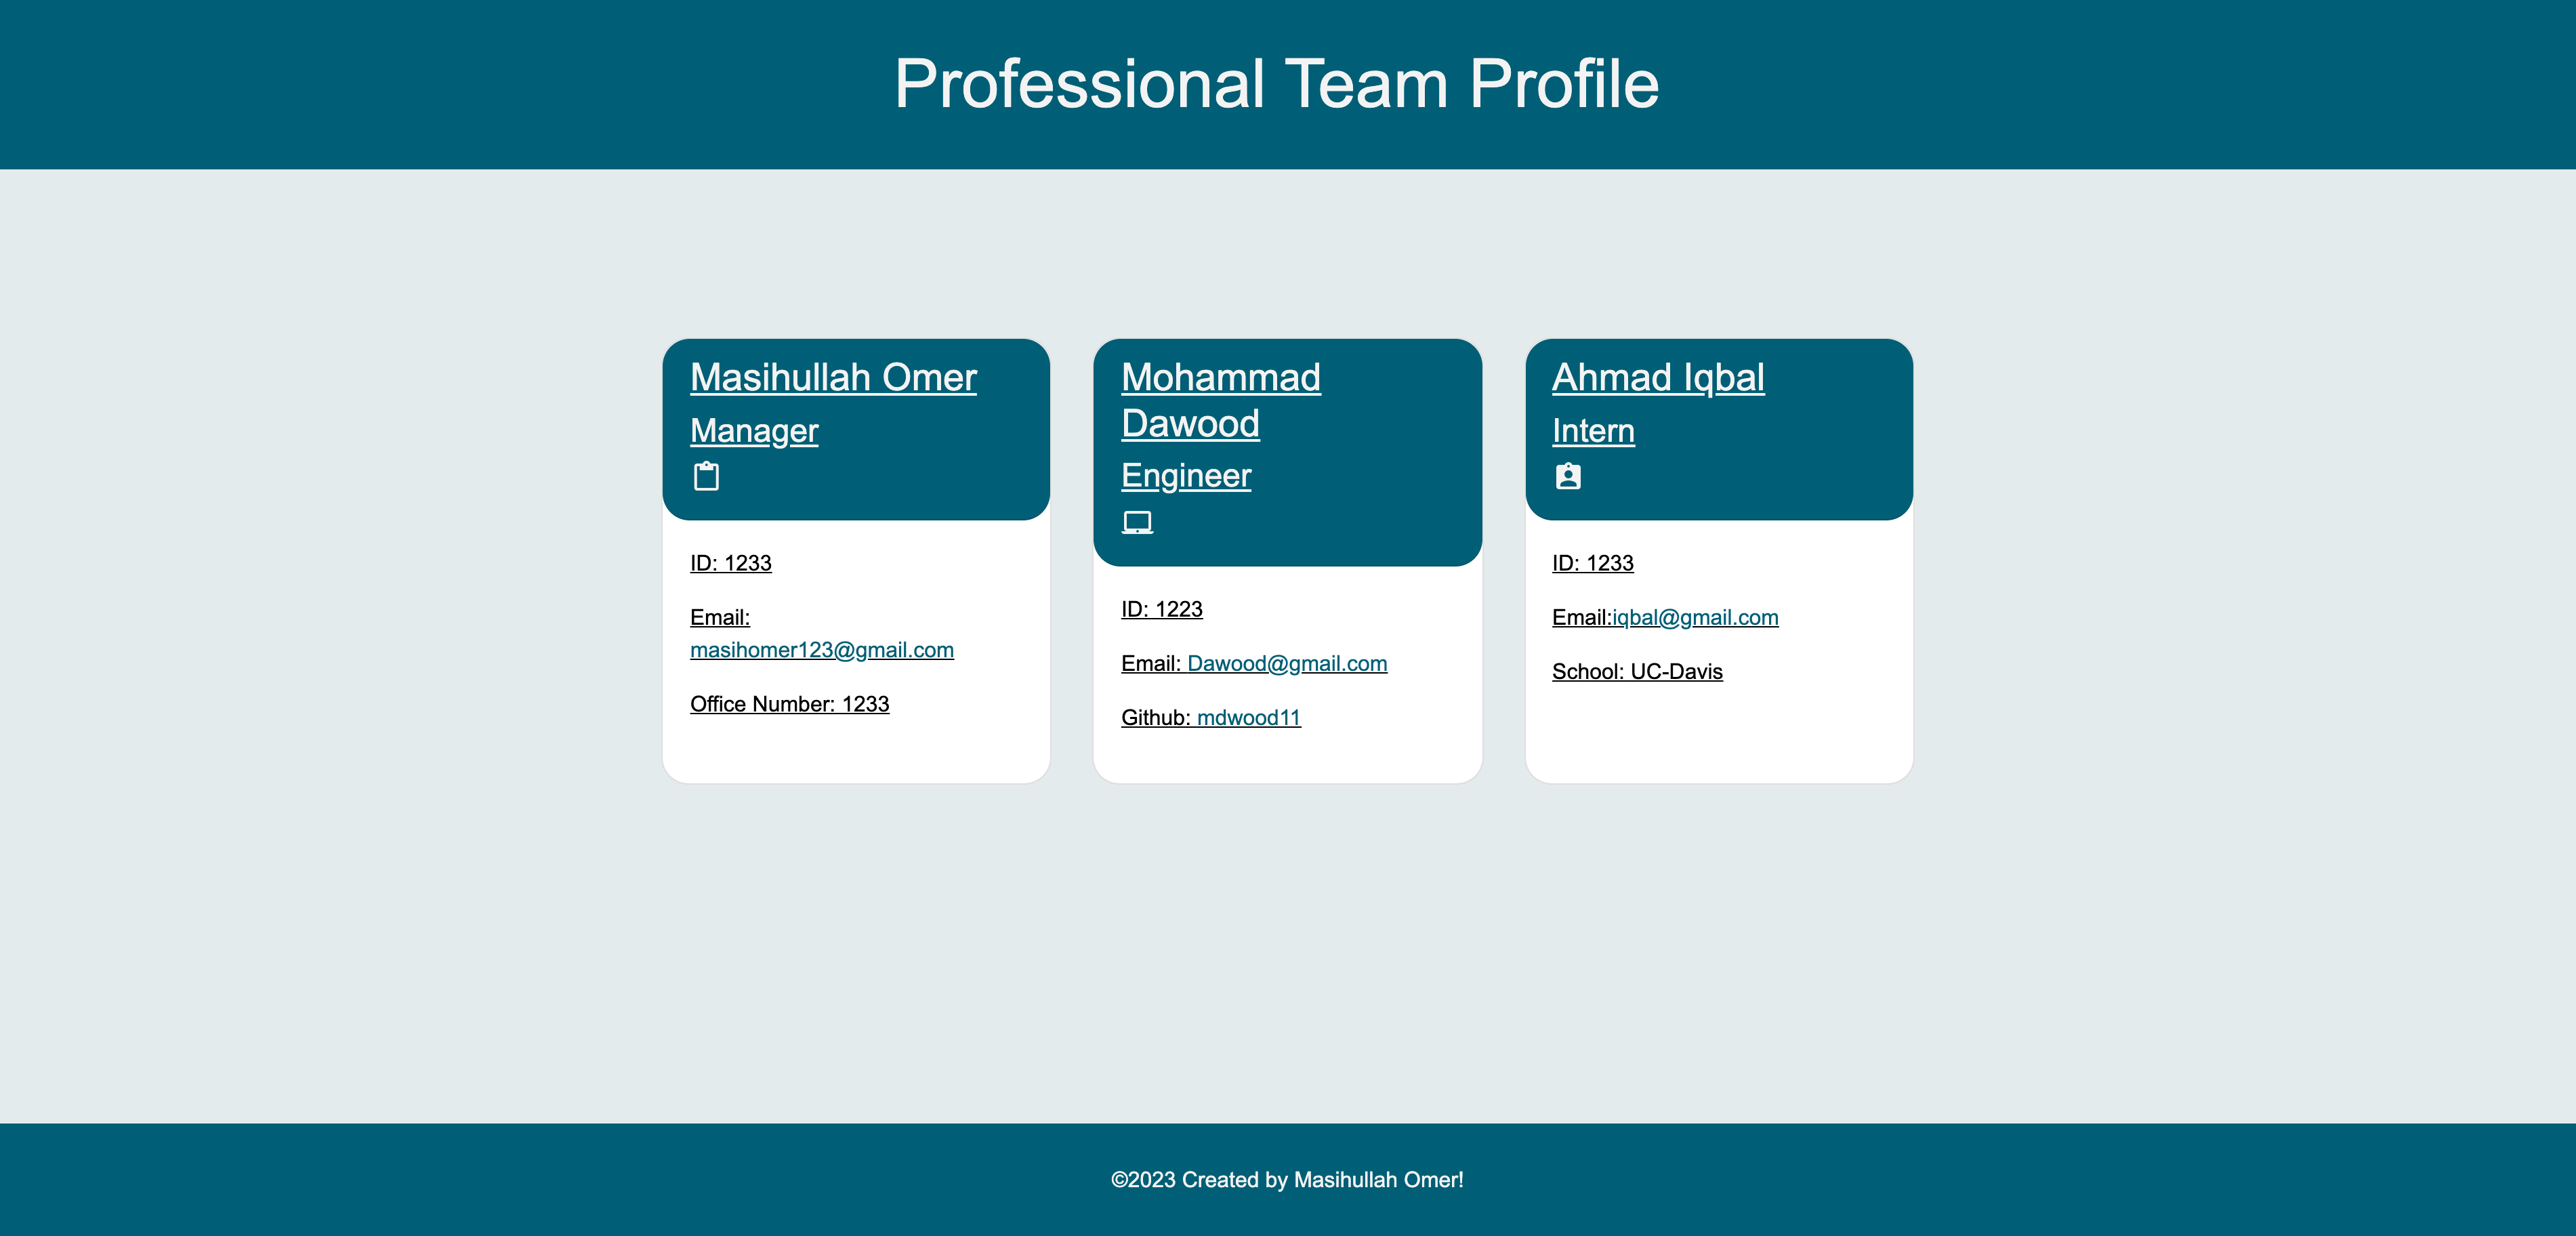 Professional Team Profile
Masihullah Omer
Manager
ID: 1233
Email:
masihomer123@gmail.com
Office Number: 1233
Mohammad
Dawood
Engineer
ID: 1223
Email: Dawood@gmail.com
Github: mdwood11
Ahmad Iqbal
Intern
ID: 1233
Email:iqbal@gmail.com
School: UC-Davis
©2023 Created by Masihullah Omer!